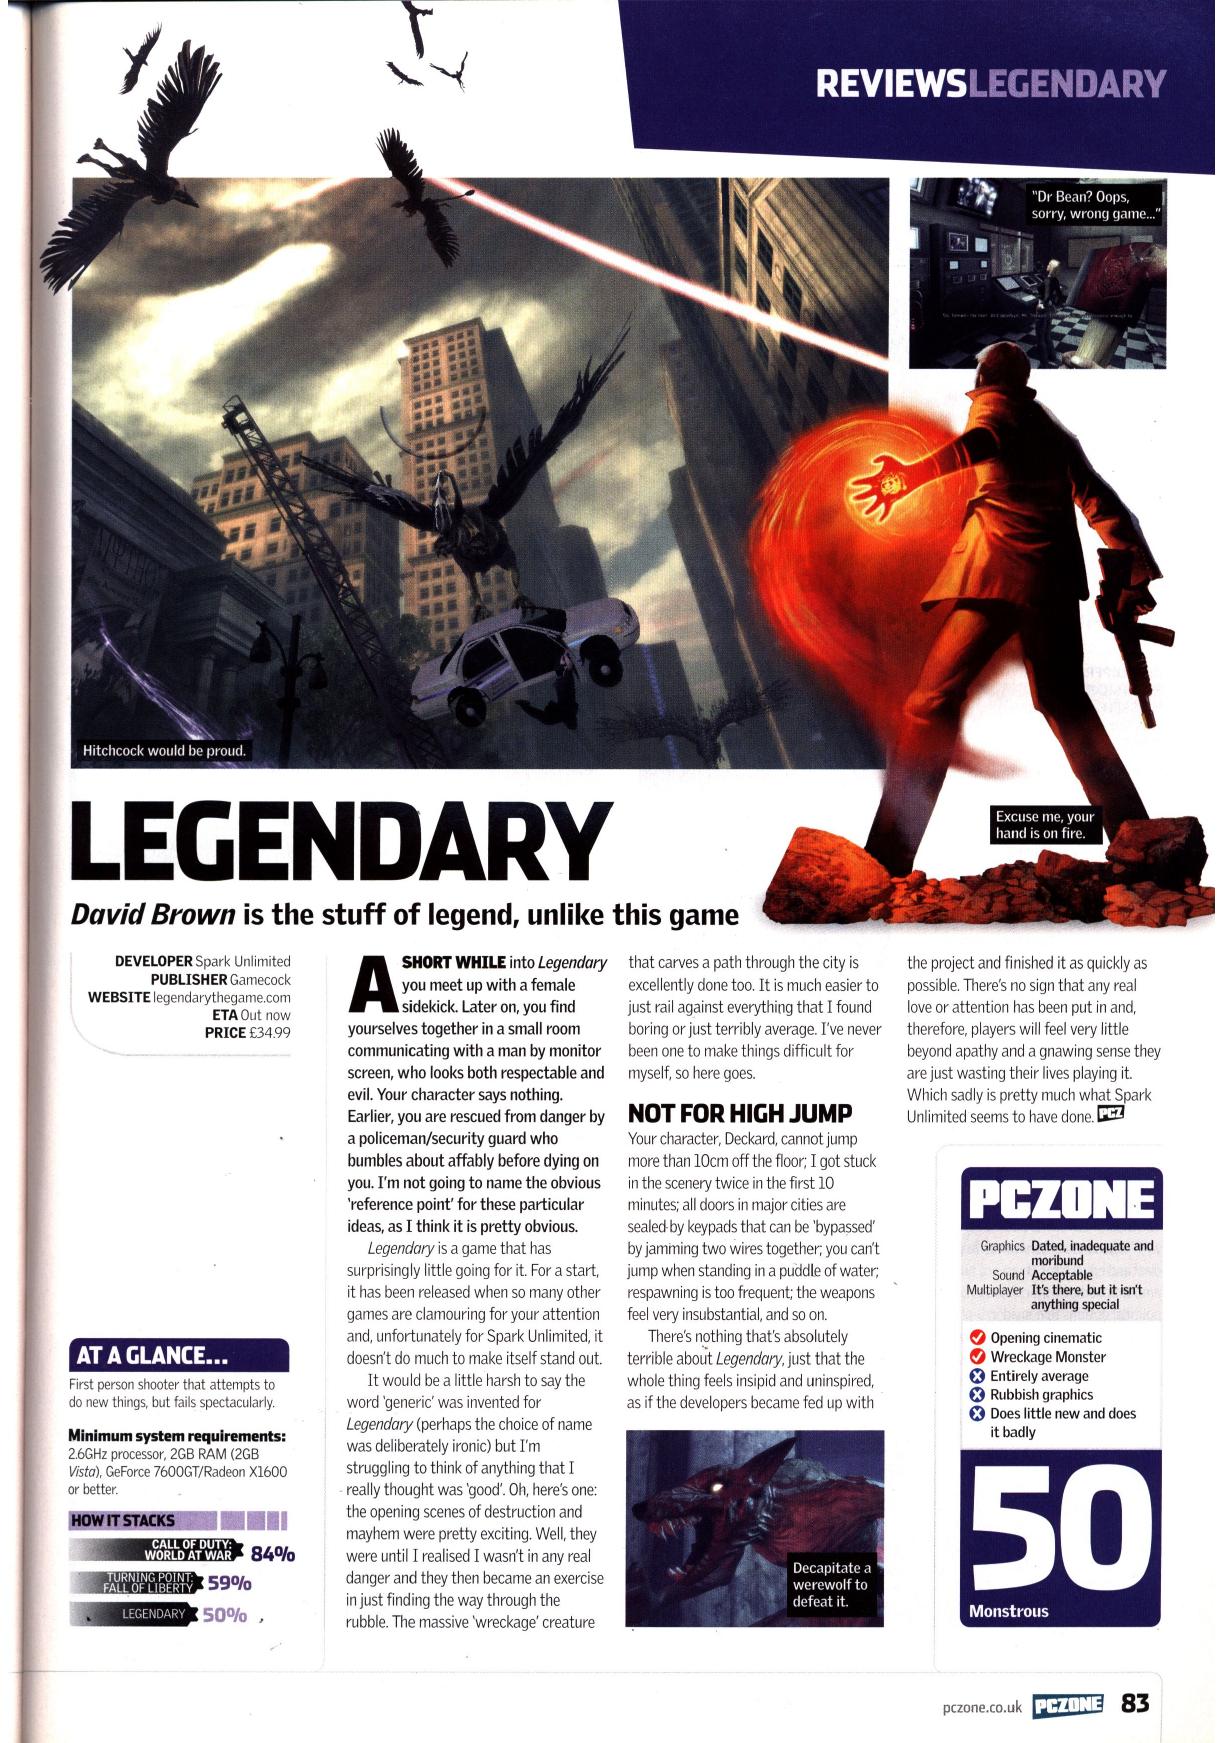 REVIEWSLEGENDARY
"Dr Bean? Oops,
sorry, wrong game..."
Hitchcock would be proud.
Excuse me, your
hand is on fire.
LEGENDARY
David Brown is the stuff of legend, unlike this game
DEVELOPER Spark Unlimited
PUBLISHER Gamecock
WEBSITE legendarythegame.com
ETA Out now
PRICE £34.99
AT A GLANCE...
First person shooter that attempts to
do new things, but fails spectacularly.
Minimum system requirements:
2.6GHz processor, 2GB RAM (2GB
Vista), GeForce 7600GT/Radeon X1600
or better.
HOW IT STACKS
CALL OF DUTY:
WORLD AT WAR 84%
TURNING POINT:
FALL OF LIBERTY 59%
LEGENDARY 50%
A SHORT WHILE into Legendary
you meet up with a female
sidekick. Later on, you find
yourselves together in a small room
communicating with a man by monitor
screen, who looks both respectable and
evil. Your character says nothing.
Earlier, you are rescued from danger by
a policeman/security guard who
bumbles about affably before dying on
you. I'm not going to name the obvious
'reference point' for these particular
ideas, as I think it is pretty obvious.
Legendary is a game that has
surprisingly little going for it. For a start,
it has been released when so many other
games are clamouring for your attention
and, unfortunately for Spark Unlimited, it
doesn't do much to make itself stand out.
It would be a little harsh to say the
word 'generic' was invented for
Legendary (perhaps the choice of name
was deliberately ironic) but I'm
struggling to think of anything that I
really thought was 'good'. Oh, here's one:
the opening scenes of destruction and
mayhem were pretty exciting. Well, they
were until I realised I wasn't in any real
danger and they then became an exercise
in just finding the way through the
rubble. The massive 'wreckage' creature
that carves a path through the city is
excellently done too. It is much easier to
just rail against everything that I found
boring or just terribly average. I've never
been one to make things difficult for
myself, so here goes.
NOT FOR HIGH JUMP
Your character, Deckard, cannot jump
more than 10cm off the floor; I got stuck
in the scenery twice in the first 10
minutes; all doors in major cities are
sealed by keypads that can be 'bypassed'
by jamming two wires together; you can't
jump when standing in a puddle of water;
respawning is too frequent; the weapons
feel very insubstantial, and so on.
There's nothing that's absolutely
terrible about Legendary, just that the
whole thing feels insipid and uninspired,
as if the developers became fed up with
Decapitate a
werewolf to
defeat it.
the project and finished it as quickly as
possible. There's no sign that any real
love or attention has been put in and,
therefore, players will feel very little
beyond apathy and a gnawing sense they
are just wasting their lives playing it.
Which sadly is pretty much what Spark
Unlimited seems to have done. PCZ
PCZONE
Graphics Dated, inadequate and
moribund
Sound Acceptable
Multiplayer It's there, but it isn't
anything special
Opening cinematic
Wreckage Monster
Entirely average
Rubbish graphics
Does little new and does
it badly
50
Monstrous
pczone.co.uk PCZONE 83